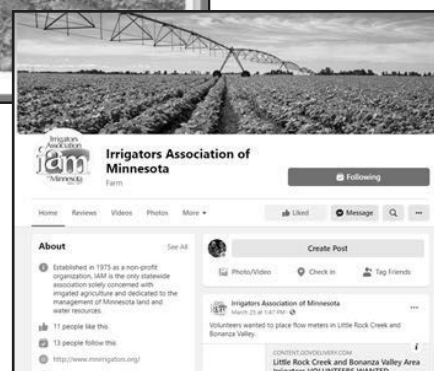 Irrigators
Association
iam
of Minnesota
Irrigators Association of
Minnesota
Farm
Following
Home Reviews Videos Photos More
Liked Message
About See All
Established in 1975 as a non-profit
organization, IAM is the only statewide
association solely concerned with
irrigated agriculture and dedicated to the
management of Minnesota land and
water resources.
11 people like this
13 people follow this
http://www.mnirrigators.org/
Create Post
Photo/Video Check in Tag Friends
Irrigators Association of Minnesota
March 25 at 1:47 PM
Volunteers wanted to place flow meters in Little Rock Creek and
Bonanza Valley.
CONTENT.GOVDELIVERY.COM
Little Rock Creek and Bonanza Valley Area
Irrigators VOLUNTEERS WANTED